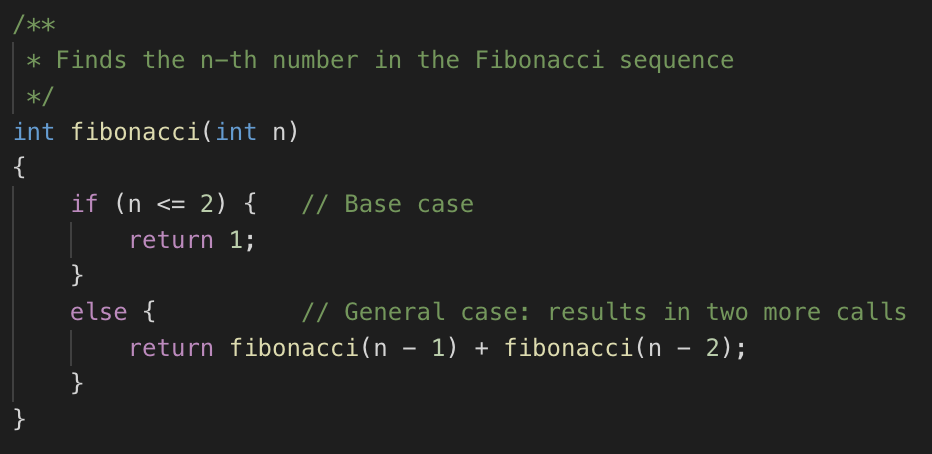 /**
 * Finds the n-th number in the Fibonacci sequence
 */
int fibonacci(int n)
{
    if (n <= 2) {   // Base case
        return 1;
    }
    else {          // General case: results in two more calls
        return fibonacci(n - 1) + fibonacci(n - 2);
    }
}